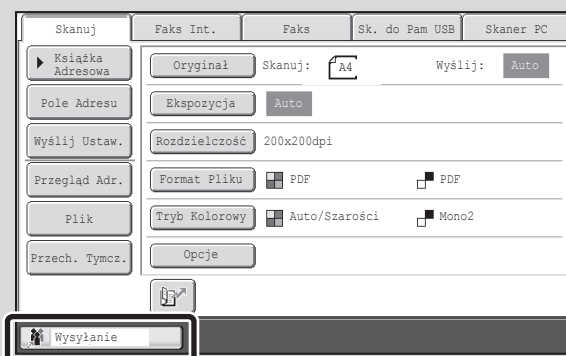 Skanuj Faks Int. Faks Sk. do Pam USB Skaner PC
Książka
Adresowa
Oryginał Skanuj: A4 Wyślij: Auto
Pole Adresu Ekspozycja Auto
Wyślij Ustaw. Rozdzielczość 200x200dpi
Przegląd Adr. Format Pliku PDF PDF
Plik Tryb Kolorowy Auto/Szarości Mono2
Przech. Tymcz. Opcje
Wysyłanie